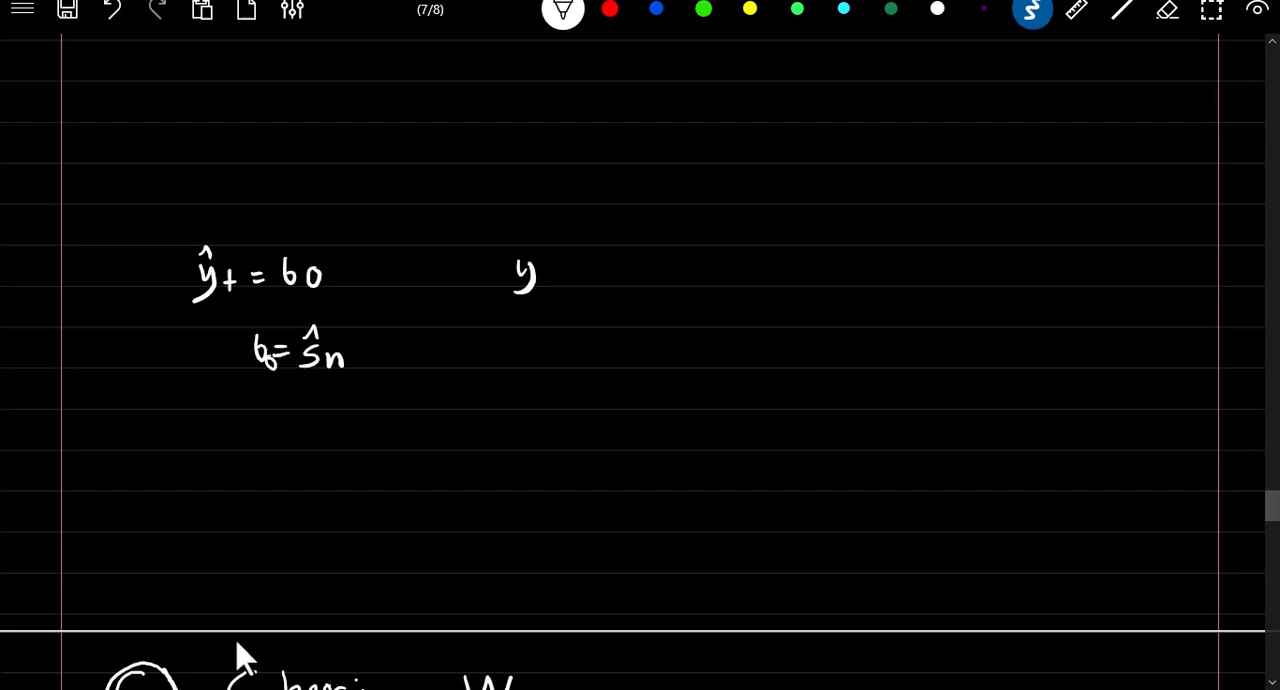 (7/8)
ŷt = b0 y
b0 = Ŝn